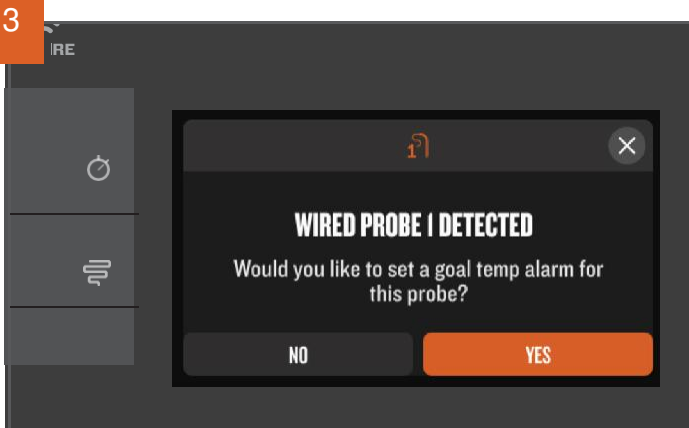 3
IRE
1
WIRED PROBE 1 DETECTED
Would you like to set a goal temp alarm for
this probe?
NO
YES